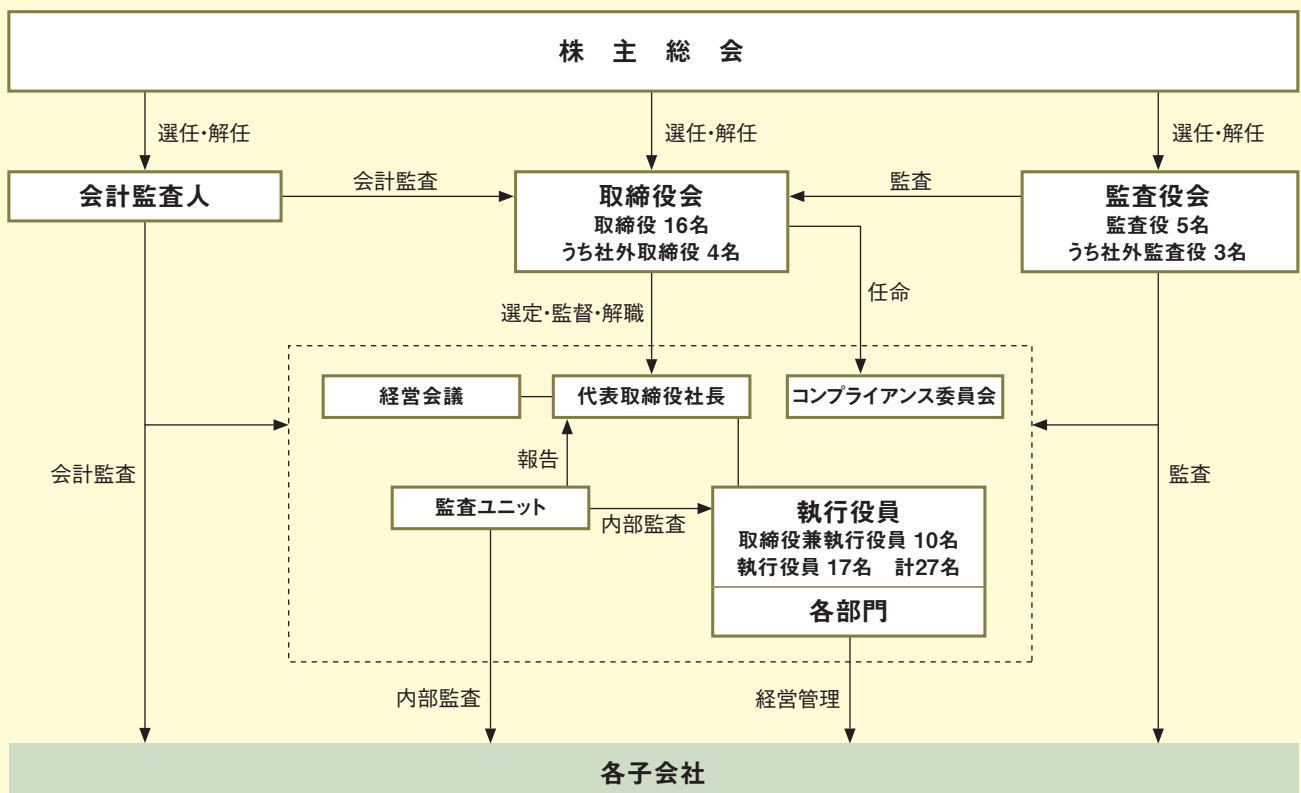 株主総会
選任・解任
選任・解任
選任・解任
会計監査人
会計監査
取締役会
取締役 16名
うち社外取締役 4名
監査
監査役会
監査役 5名
うち社外監査役 3名
選定・監督・解職
任命
経営会議
代表取締役社長
コンプライアンス委員会
会計監査
報告
監査
監査ユニット
内部監査
執行役員
取締役兼執行役員 10名
執行役員 17名 計27名
各部門
内部監査
経営管理
各子会社